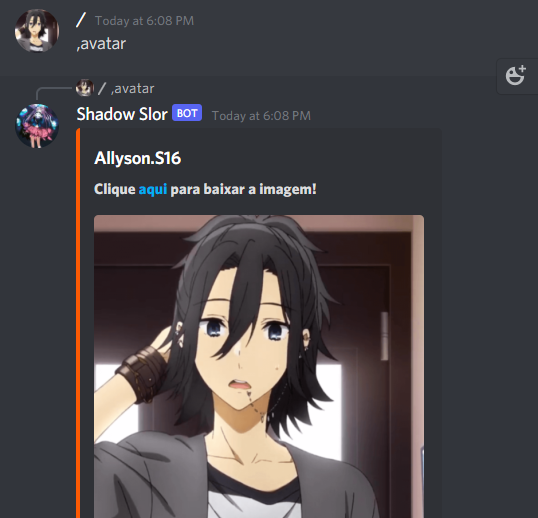 / Today at 6:08 PM
,avatar
/ ,avatar
Shadow Slor BOT Today at 6:08 PM
Allyson.S16
Clique aqui para baixar a imagem!